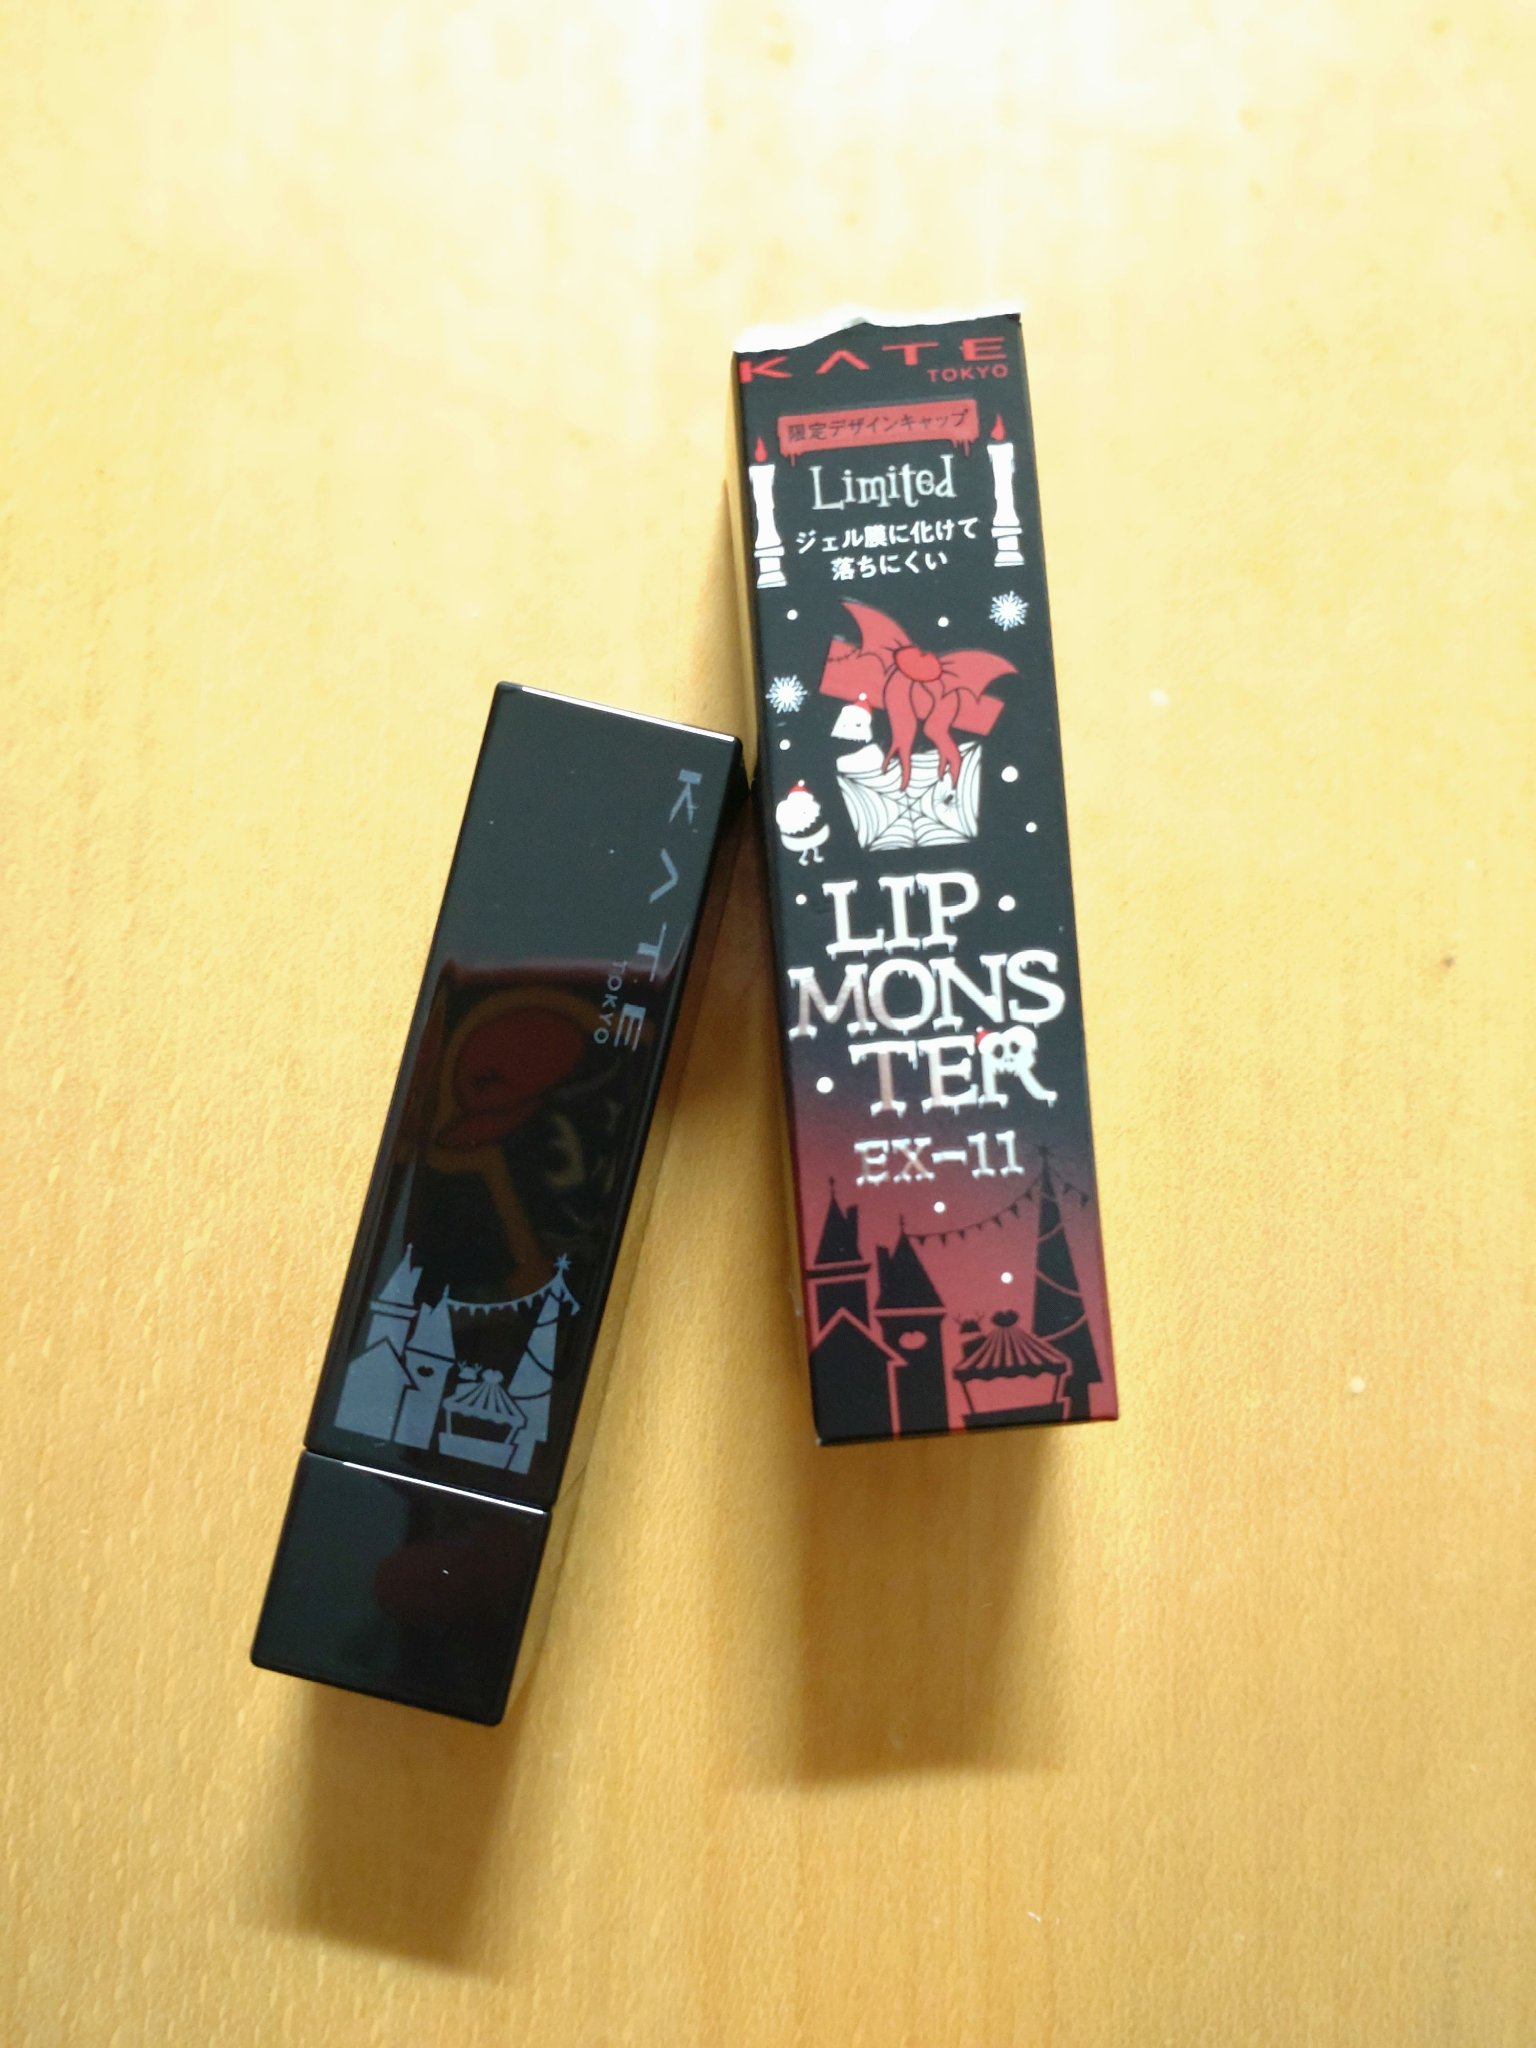 KATE
TOKYO
限定デザインキャップ
Limited
ジェル膜に化けて
落ちにくい
LIP
MONS
TER
EX-11
KATE
TOKYO